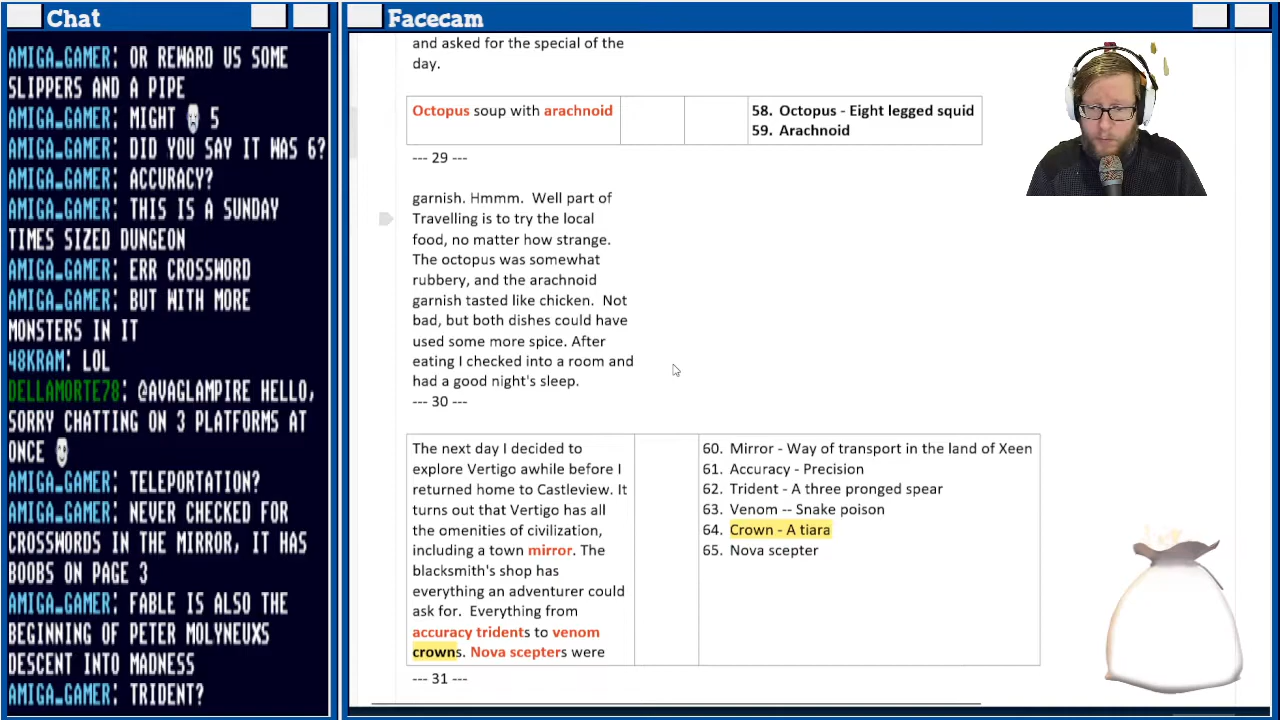 Chat
AMIGA_GAMER: OR REWARD US SOME
SLIPPERS AND A PIPE
AMIGA_GAMER: MIGHT 5
AMIGA_GAMER: DID YOU SAY IT WAS 6?
AMIGA_GAMER: ACCURACY?
AMIGA_GAMER: THIS IS A SUNDAY
TIMES SIZED DUNGEON
AMIGA_GAMER: ERR CROSSWORD
AMIGA_GAMER: BUT WITH MORE
MONSTERS IN IT
48KRAM: LOL
DELLAMORTE78: @AVAGLAMPIRE HELLO,
SORRY CHATTING ON 3 PLATFORMS AT
ONCE
AMIGA_GAMER: TELEPORTATION?
AMIGA_GAMER: NEVER CHECKED FOR
CROSSWORDS IN THE MIRROR, IT HAS
BOOBS ON PAGE 3
AMIGA_GAMER: FABLE IS ALSO THE
BEGINNING OF PETER MOLYNEUXS
DESCENT INTO MADNESS
AMIGA_GAMER: TRIDENT?
Facecam
and asked for the special of the
day.
Octopus soup with arachnoid
58. Octopus - Eight legged squid
59. Arachnoid
--- 29 ---
garnish. Hmmm. Well part of
Travelling is to try the local
food, no matter how strange.
The octopus was somewhat
rubbery, and the arachnoid
garnish tasted like chicken. Not
bad, but both dishes could have
used some more spice. After
eating I checked into a room and
had a good night's sleep.
--- 30 ---
The next day I decided to
explore Vertigo awhile before I
returned home to Castleview. It
turns out that Vertigo has all
the omenities of civilization,
including a town mirror. The
blacksmith's shop has
everything an adventurer could
ask for. Everything from
accuracy tridents to venom
crowns. Nova scepters were
60. Mirror - Way of transport in the land of Xeen
61. Accuracy - Precision
62. Trident - A three pronged spear
63. Venom -- Snake poison
64. Crown - A tiara
65. Nova scepter
--- 31 ---